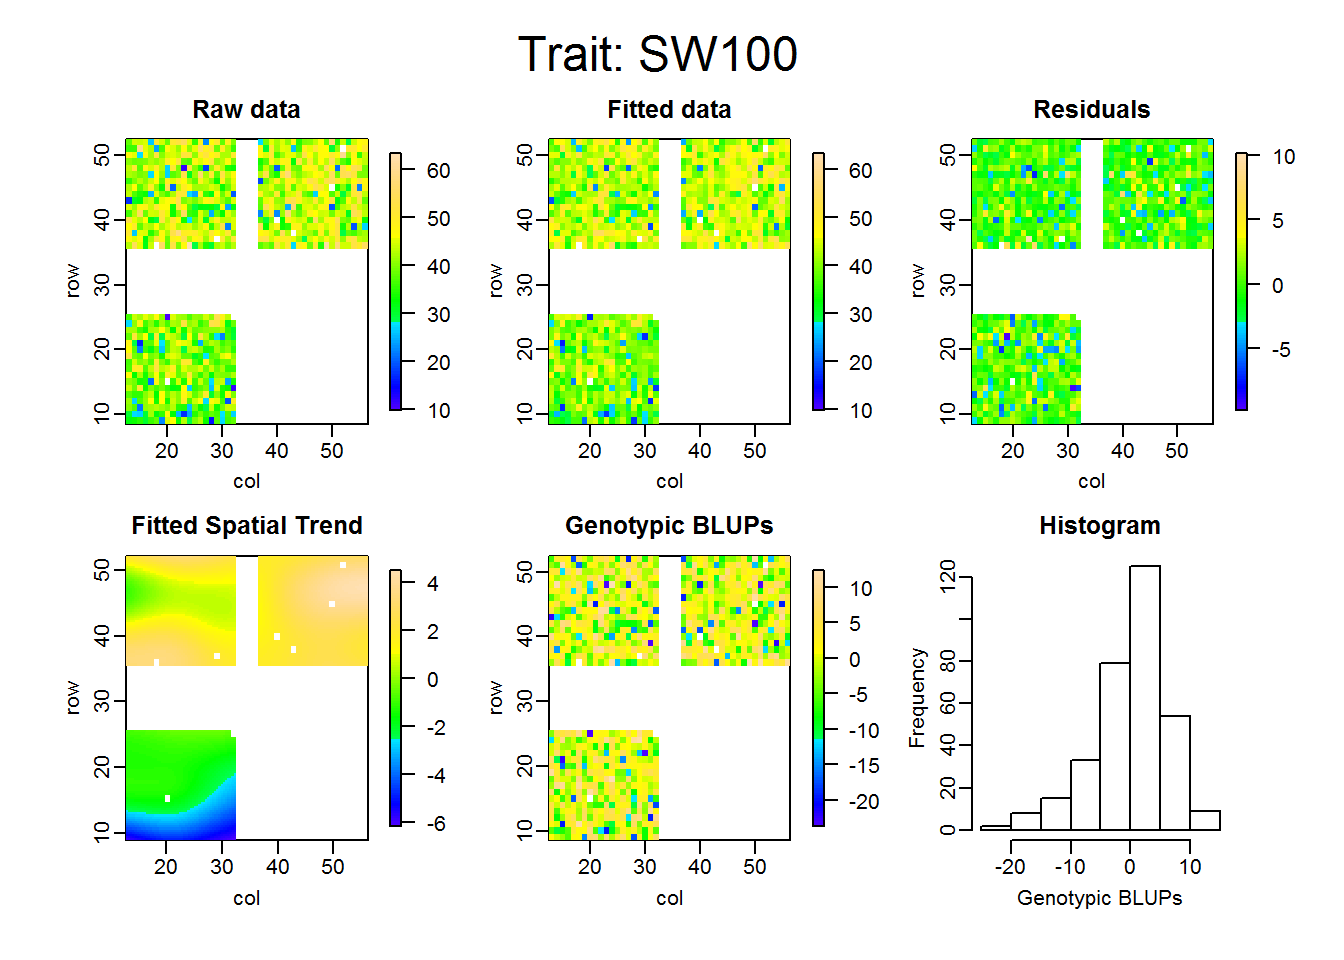 Trait: SW100
Raw data
Fitted data
Residuals
row
50
40
30
20
10
20 30 40 50
col
60
50
40
30
20
10
row
50
40
30
20
10
20 30 40 50
col
60
50
40
30
20
10
row
50
40
30
20
10
20 30 40 50
col
10
5
0
-5
Fitted Spatial Trend
Genotypic BLUPs
Histogram
row
50
40
30
20
10
20 30 40 50
col
4
2
0
-2
-4
-6
row
50
40
30
20
10
20 30 40 50
col
10
5
0
-5
-10
-15
-20
Frequency
120
80
60
40
20
0
-20 -10 0 10
Genotypic BLUPs